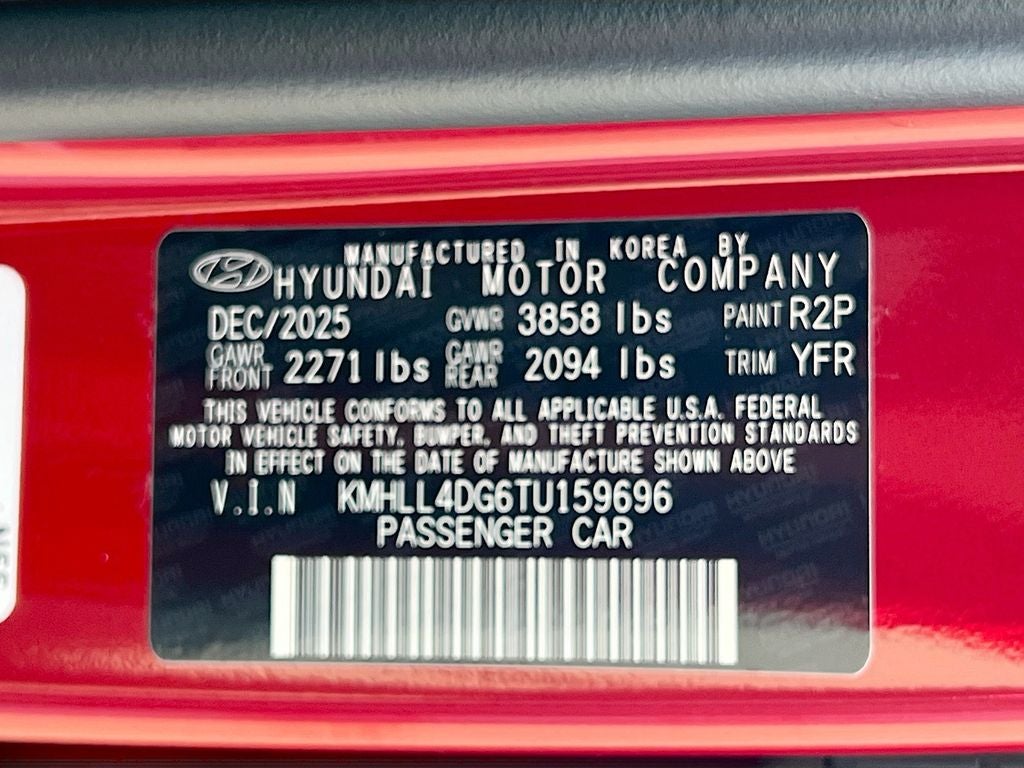 MANUFACTURED IN KOREA BY
HYUNDAI MOTOR COMPANY
DEC/2025 GVWR 3858 lbs PAINT R2P
GAWR FRONT 2271 lbs GAWR REAR 2094 lbs TRIM YFR
THIS VEHICLE CONFORMS TO ALL APPLICABLE U.S.A. FEDERAL
MOTOR VEHICLE SAFETY, BUMPER, AND THEFT PREVENTION STANDARDS
IN EFFECT ON THE DATE OF MANUFACTURE SHOWN ABOVE
V.I.N KMHLL4DG6TU159696
PASSENGER CAR